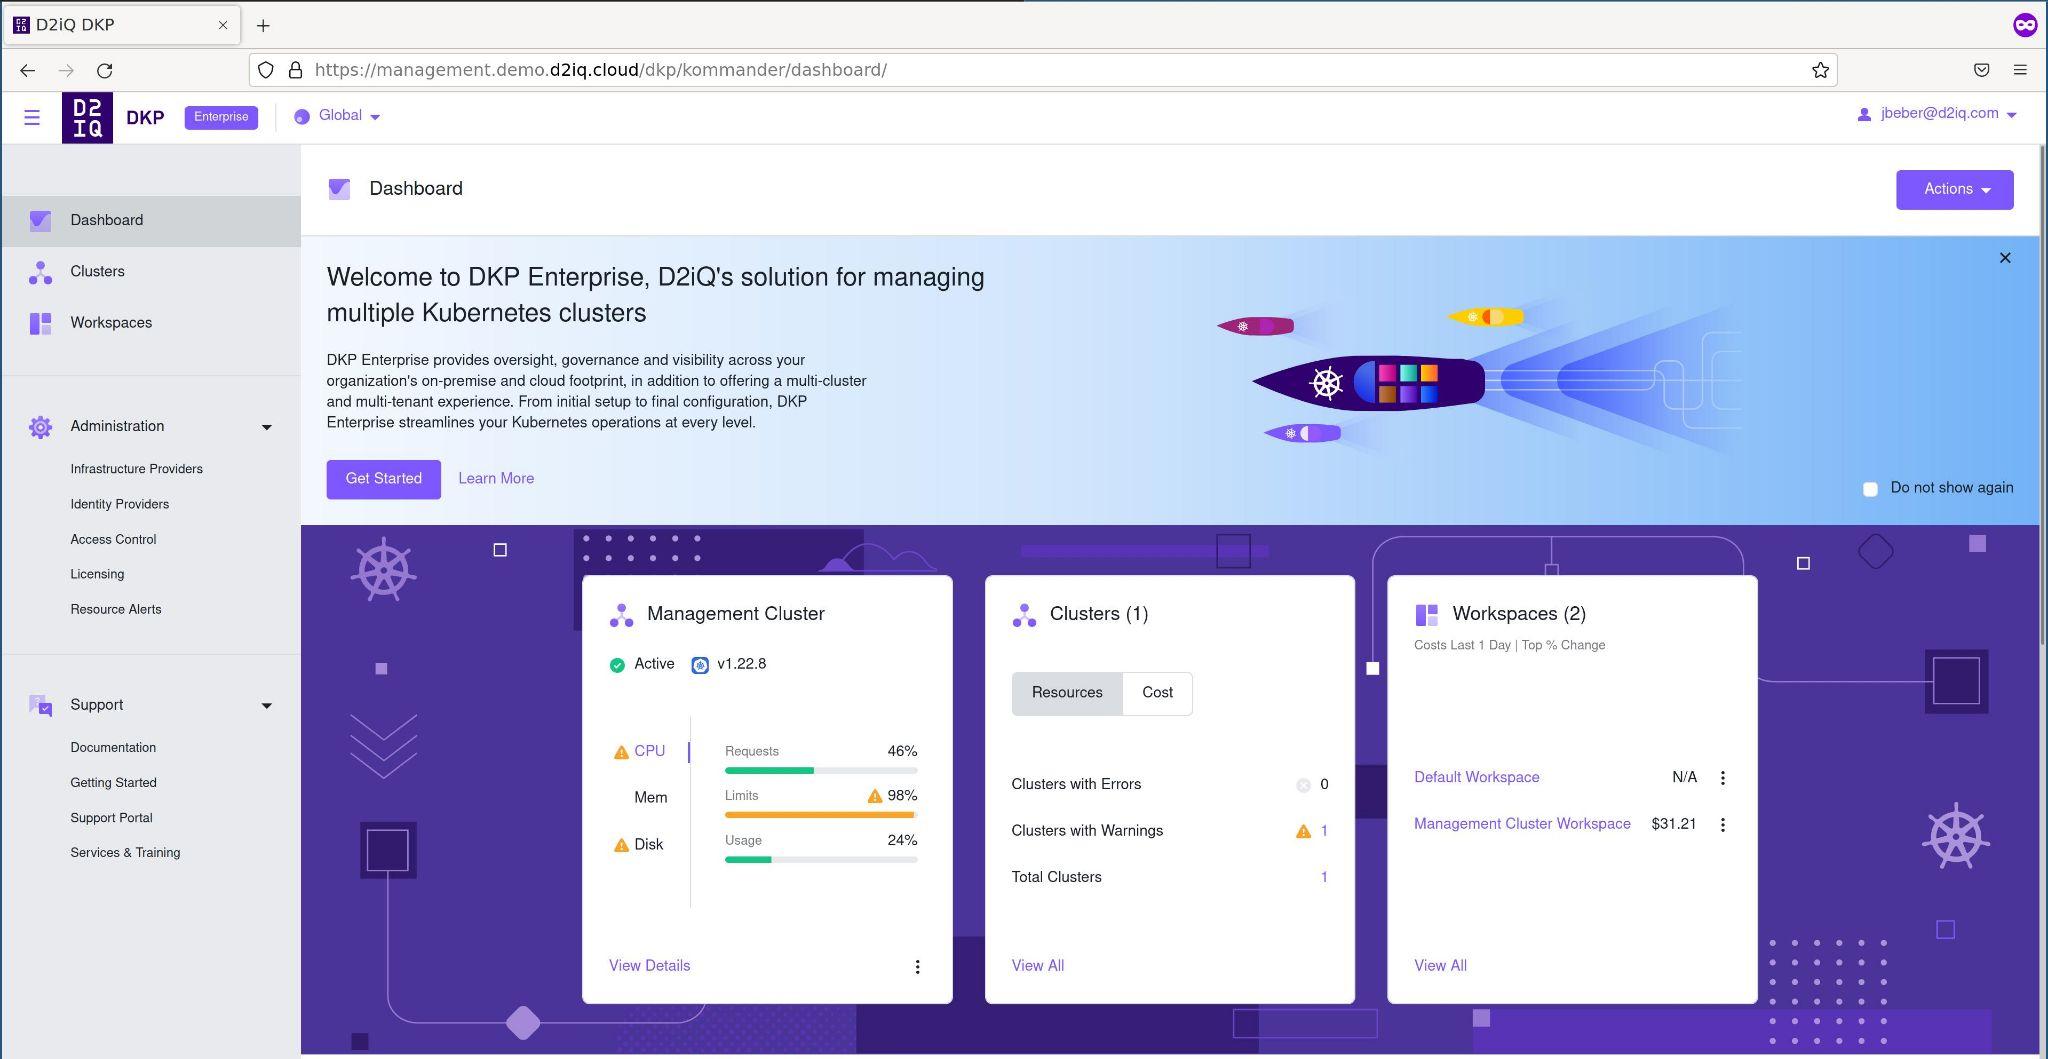 D2iQ DKP
https://management.demo.d2iq.cloud/dkp/kommander/dashboard/
D2
IQ
DKP
Enterprise
Global
jbeber@d2iq.com
Dashboard
Clusters
Workspaces
Administration
Infrastructure Providers
Identity Providers
Access Control
Licensing
Resource Alerts
Support
Documentation
Getting Started
Support Portal
Services & Training
Dashboard
Actions
Welcome to DKP Enterprise, D2iQ's solution for managing
multiple Kubernetes clusters
DKP Enterprise provides oversight, governance and visibility across your
organization's on-premise and cloud footprint, in addition to offering a multi-cluster
and multi-tenant experience. From initial setup to final configuration, DKP
Enterprise streamlines your Kubernetes operations at every level.
Get Started
Learn More
Do not show again
Management Cluster
Active
v1.22.8
CPU
Mem
Disk
Requests 46%
Limits 98%
Usage 24%
View Details
Clusters (1)
Resources
Cost
Clusters with Errors 0
Clusters with Warnings 1
Total Clusters 1
View All
Workspaces (2)
Costs Last 1 Day | Top % Change
Default Workspace N/A
Management Cluster Workspace $31.21
View All